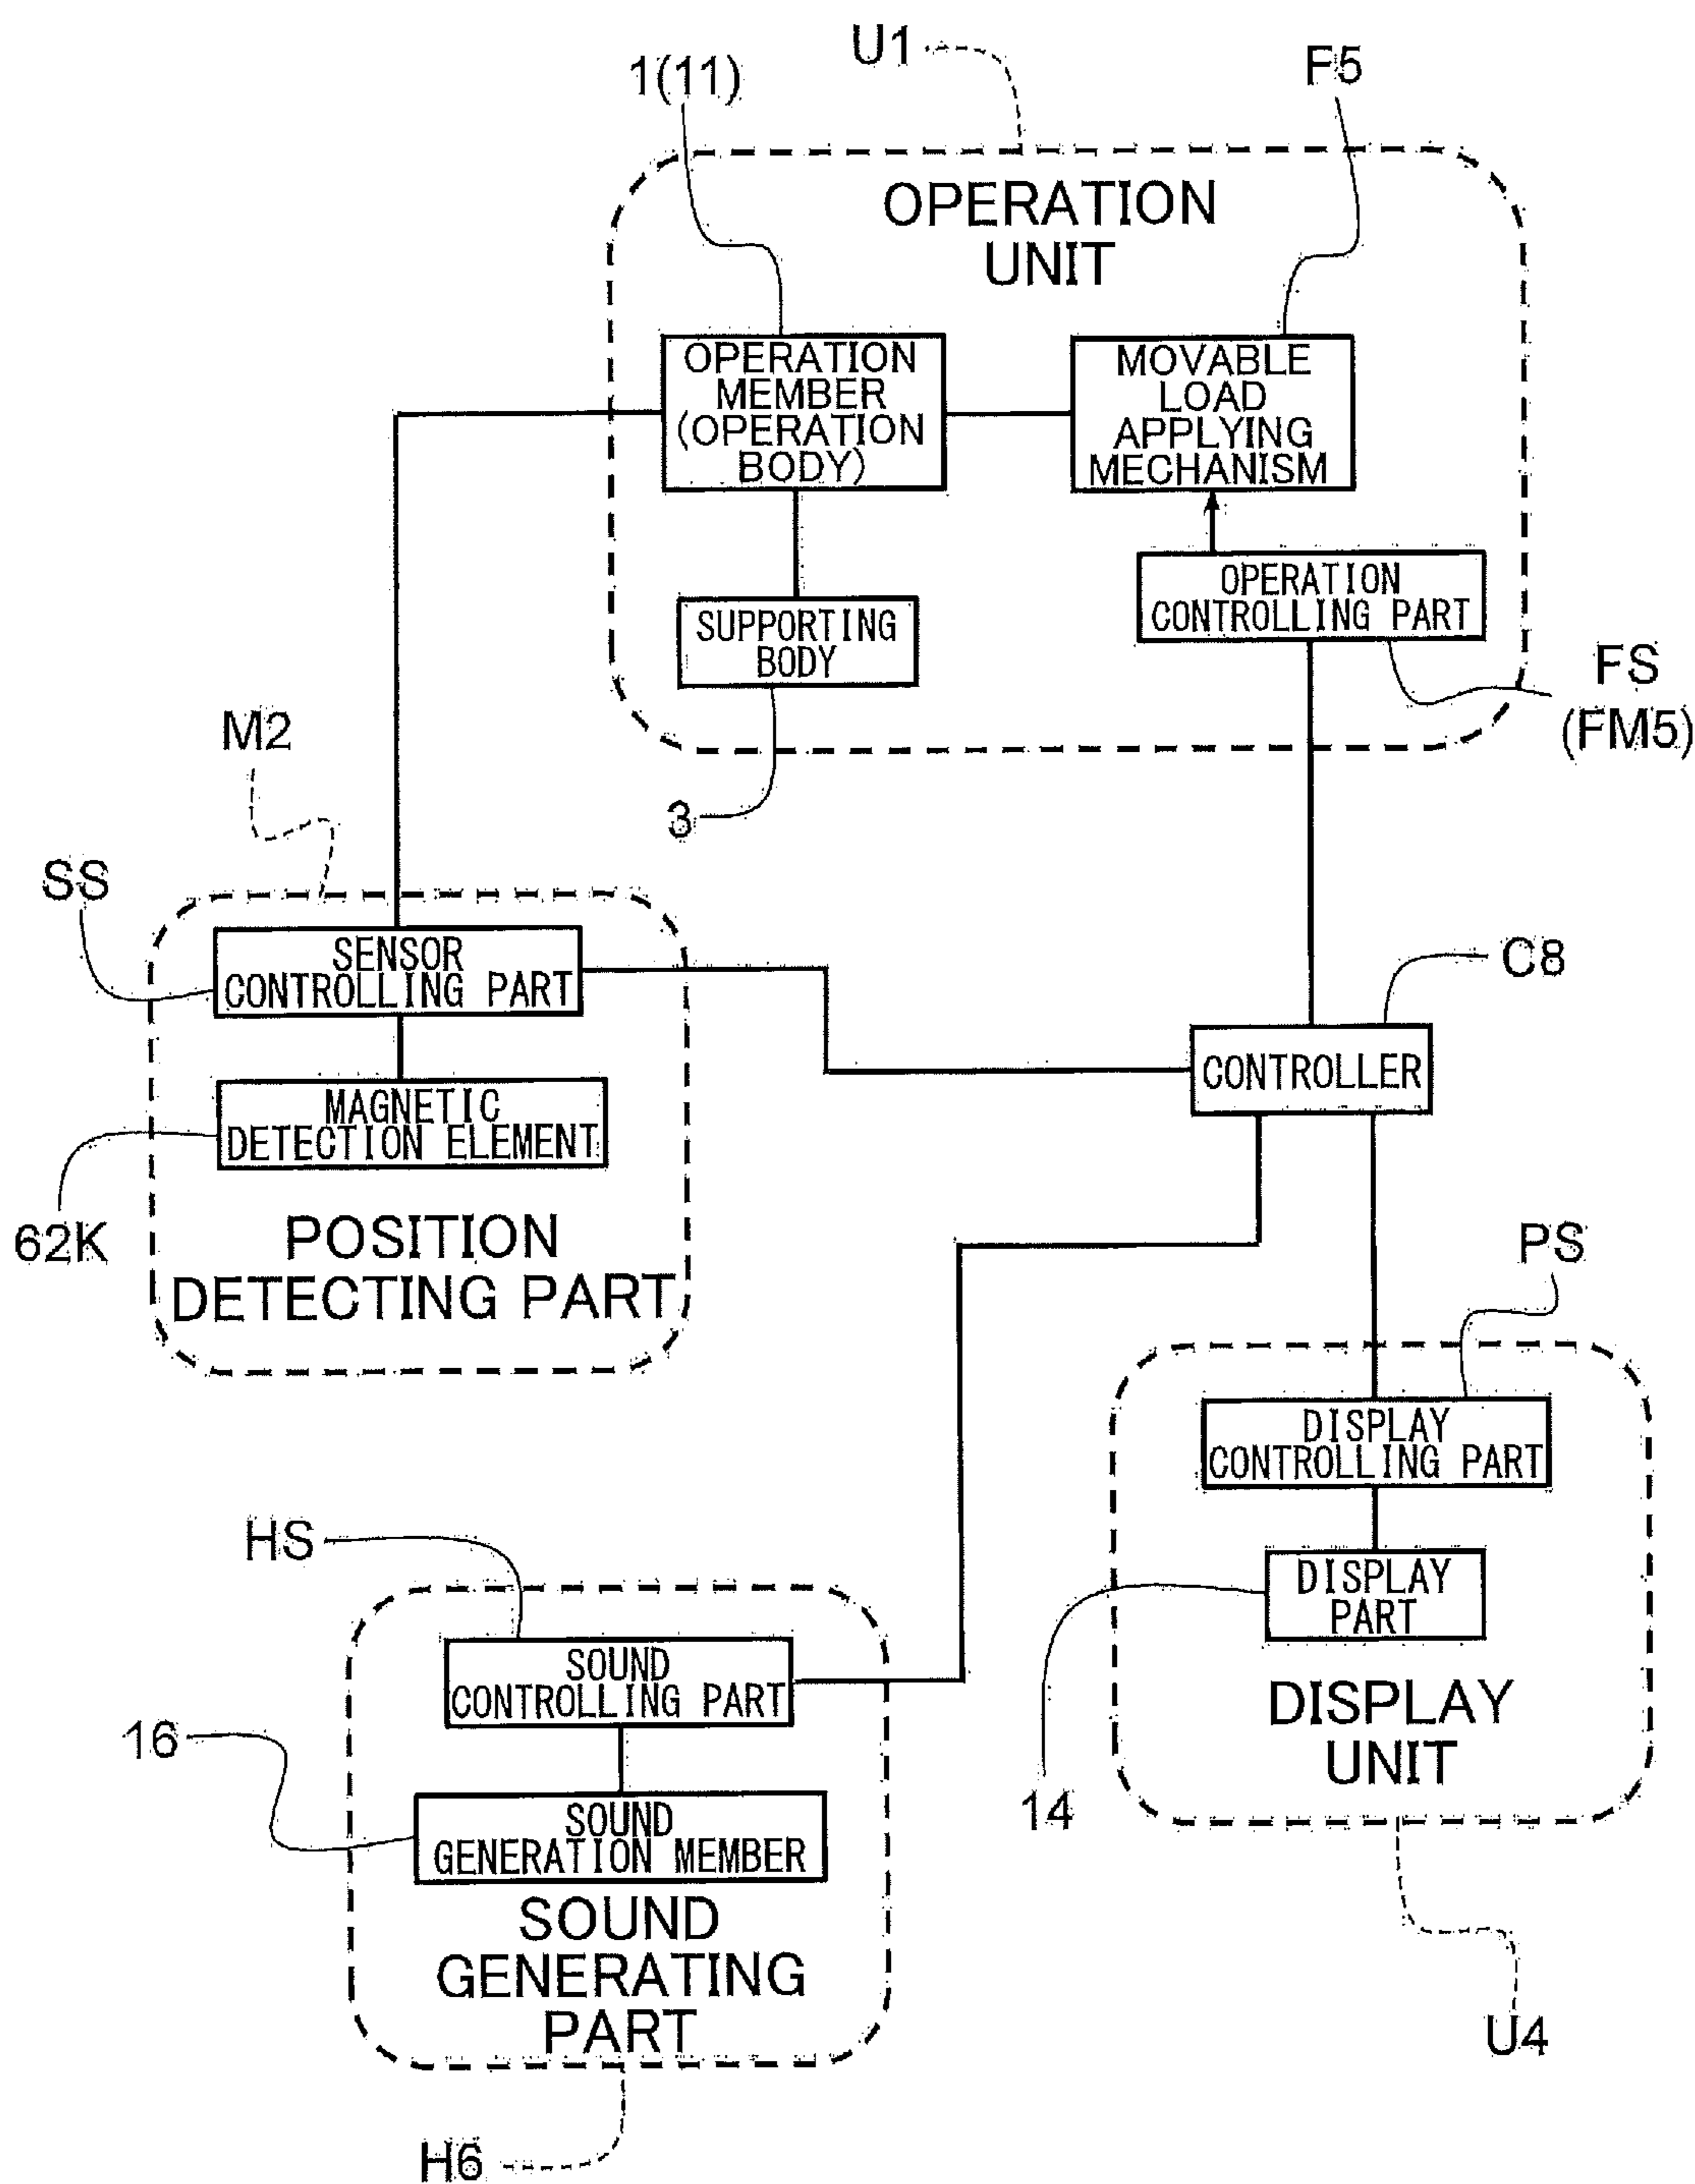 U1
1(11)
F5
OPERATION
UNIT
OPERATION
MEMBER
(OPERATION
BODY)
MOVABLE
LOAD
APPLYING
MECHANISM
OPERATION
CONTROLLING PART
SUPPORTING
BODY
FS
(FM5)
3
M2
SS
SENSOR
CONTROLLING PART
C8
CONTROLLER
MAGNETIC
DETECTION ELEMENT
62K
POSITION
DETECTING PART
PS
DISPLAY
CONTROLLING PART
DISPLAY
PART
14
DISPLAY
UNIT
U4
HS
SOUND
CONTROLLING PART
16
SOUND
GENERATION MEMBER
SOUND
GENERATING
PART
H6